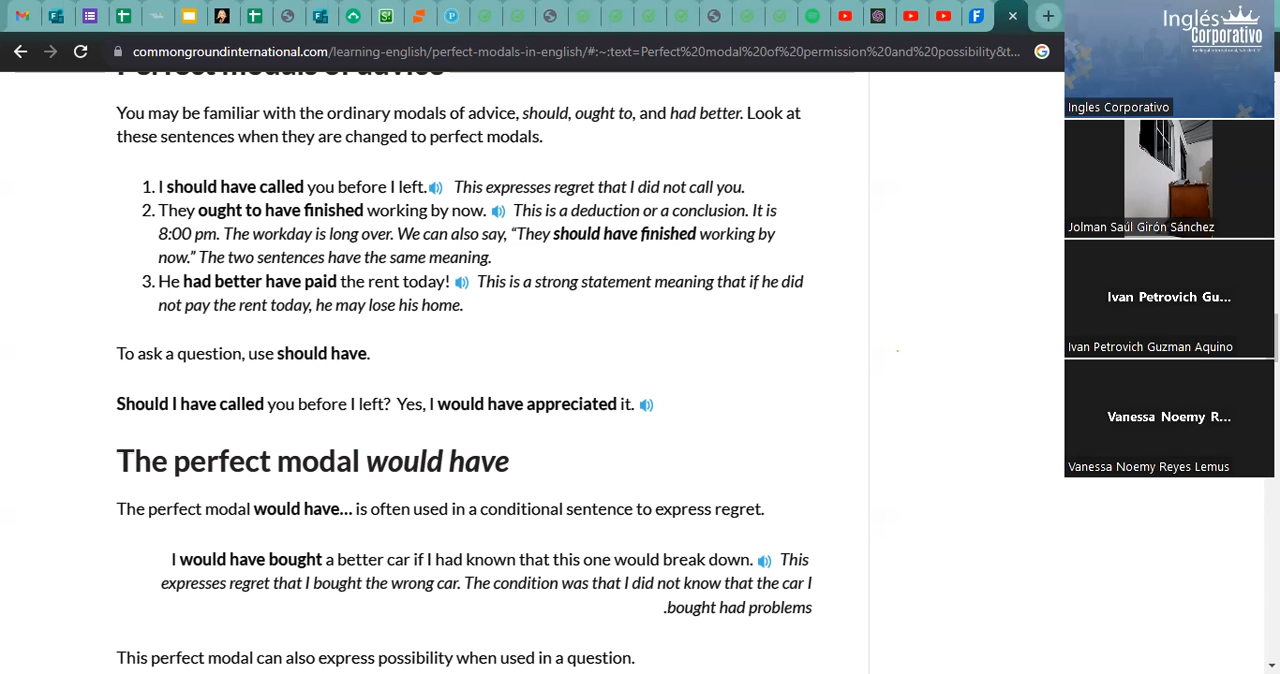 commongroundinternational.com/learning-english/perfect-modals-in-english/#:~:text=Perfect%20modal%20of%20permission%20and%20possibility&t...
Perfect modals of advice
You may be familiar with the ordinary modals of advice, should, ought to, and had better. Look at
these sentences when they are changed to perfect modals.
1. I should have called you before I left. This expresses regret that I did not call you.
2. They ought to have finished working by now. This is a deduction or a conclusion. It is
8:00 pm. The workday is long over. We can also say, “They should have finished working by
now.” The two sentences have the same meaning.
3. He had better have paid the rent today! This is a strong statement meaning that if he did
not pay the rent today, he may lose his home.
To ask a question, use should have.
Should I have called you before I left? Yes, I would have appreciated it.
The perfect modal would have
The perfect modal would have... is often used in a conditional sentence to express regret.
I would have bought a better car if I had known that this one would break down. This
expresses regret that I bought the wrong car. The condition was that I did not know that the car I
.bought had problems
This perfect modal can also express possibility when used in a question.
Inglés
Corporativo
Ingles Corporativo
Jolman Saúl Girón Sánchez
Ivan Petrovich Gu...
Ivan Petrovich Guzman Aquino
Vanessa Noemy R...
Vanessa Noemy Reyes Lemus